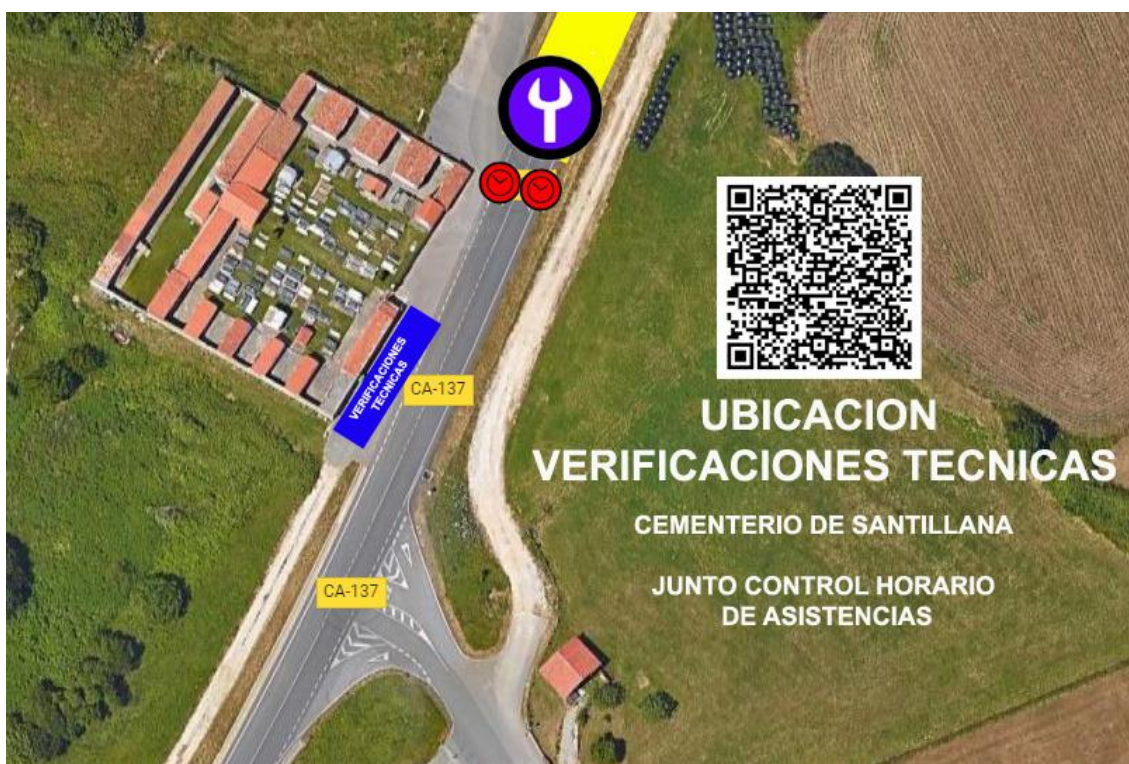 VERIFICACIONES
TECNICAS
CA-137
CA-137
UBICACION
VERIFICACIONES TECNICAS
CEMENTERIO DE SANTILLANA
JUNTO CONTROL HORARIO
DE ASISTENCIAS